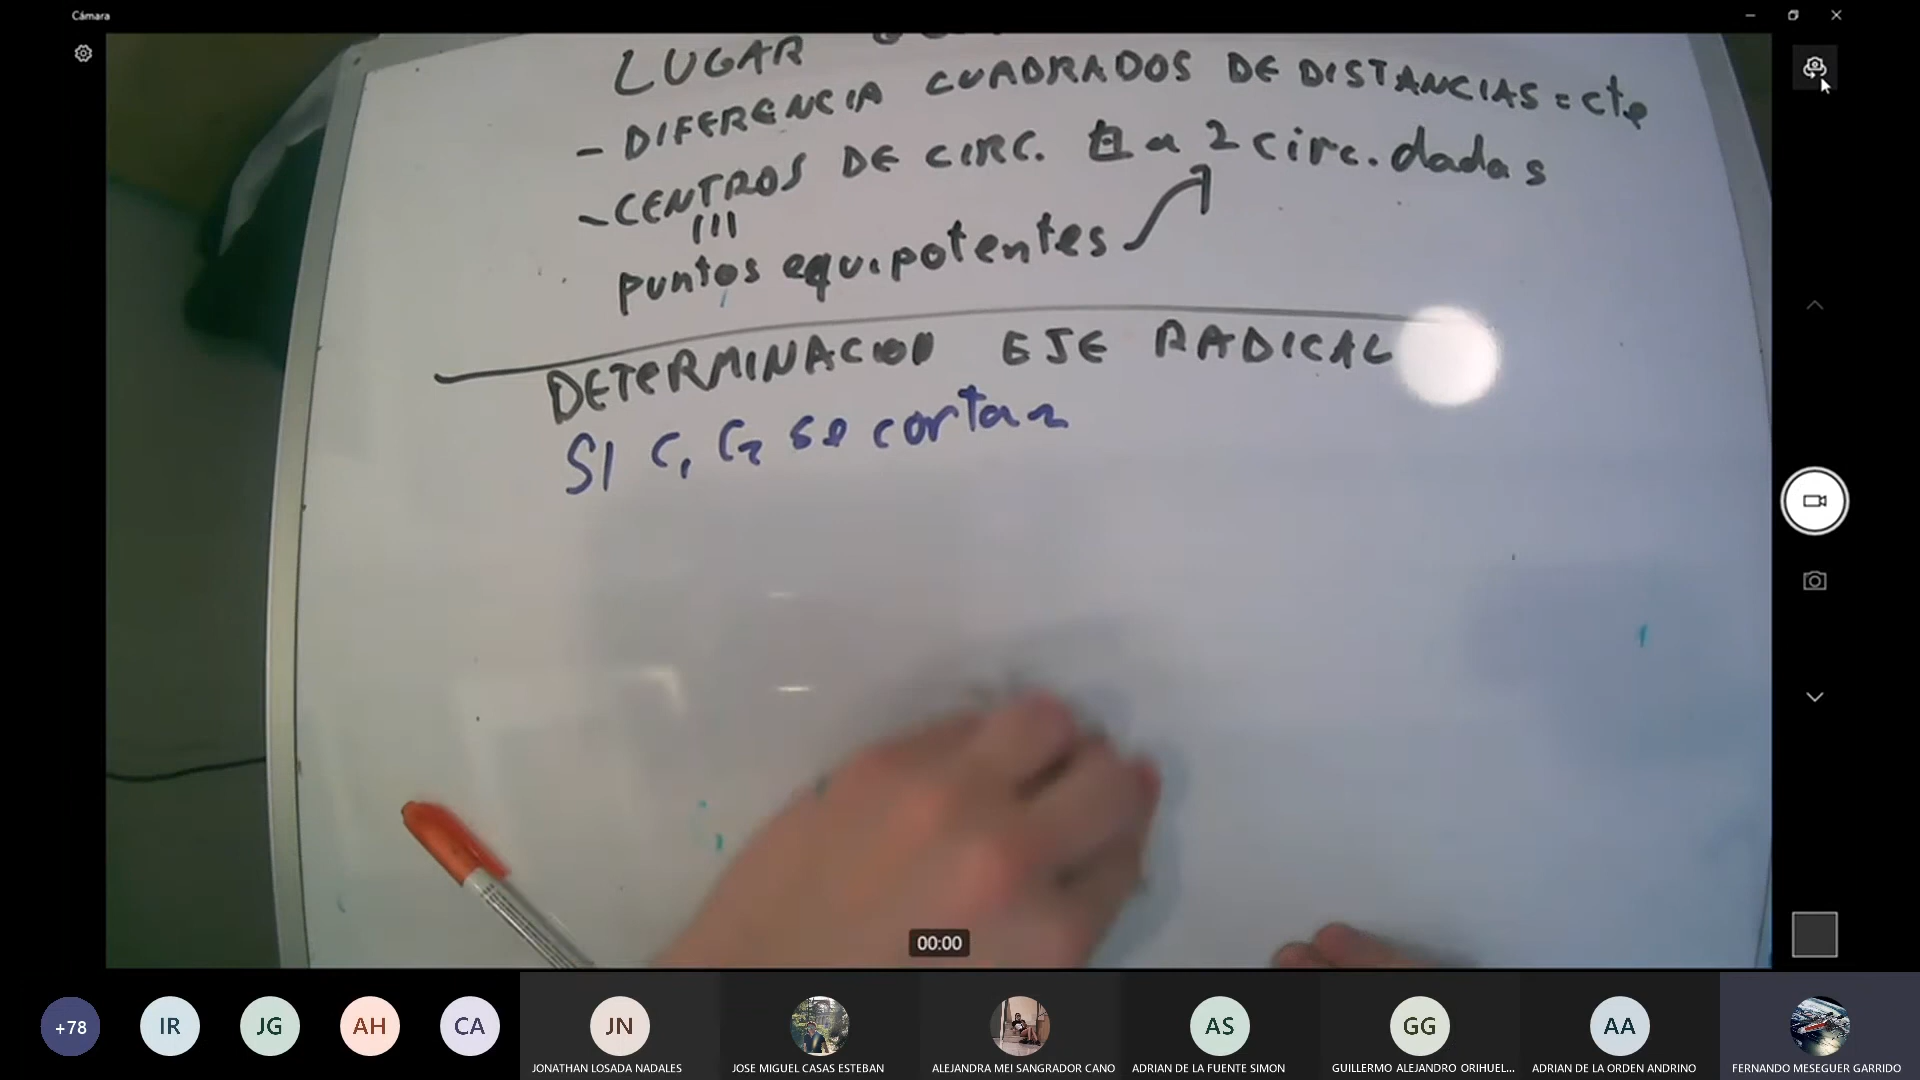 Cámara
LUGAR
- DIFERENCIA CUADRADOS DE DISTANCIAS = cte
- CENTROS DE CIRC. a 2 circ. dadas
puntos equipotentes
DETERMINACION EJE RADICAL
SI C1 C2 se cortan
00:00
+78
IR
JG
AH
CA
JN
AS
GG
AA
JONATHAN LOSADA NADALES
JOSE MIGUEL CASAS ESTEBAN
ALEJANDRA MEI SANGRADOR CANO
ADRIAN DE LA FUENTE SIMON
GUILLERMO ALEJANDRO ORIHUEL...
ADRIAN DE LA ORDEN ANDRINO
FERNANDO MESEGUER GARRIDO